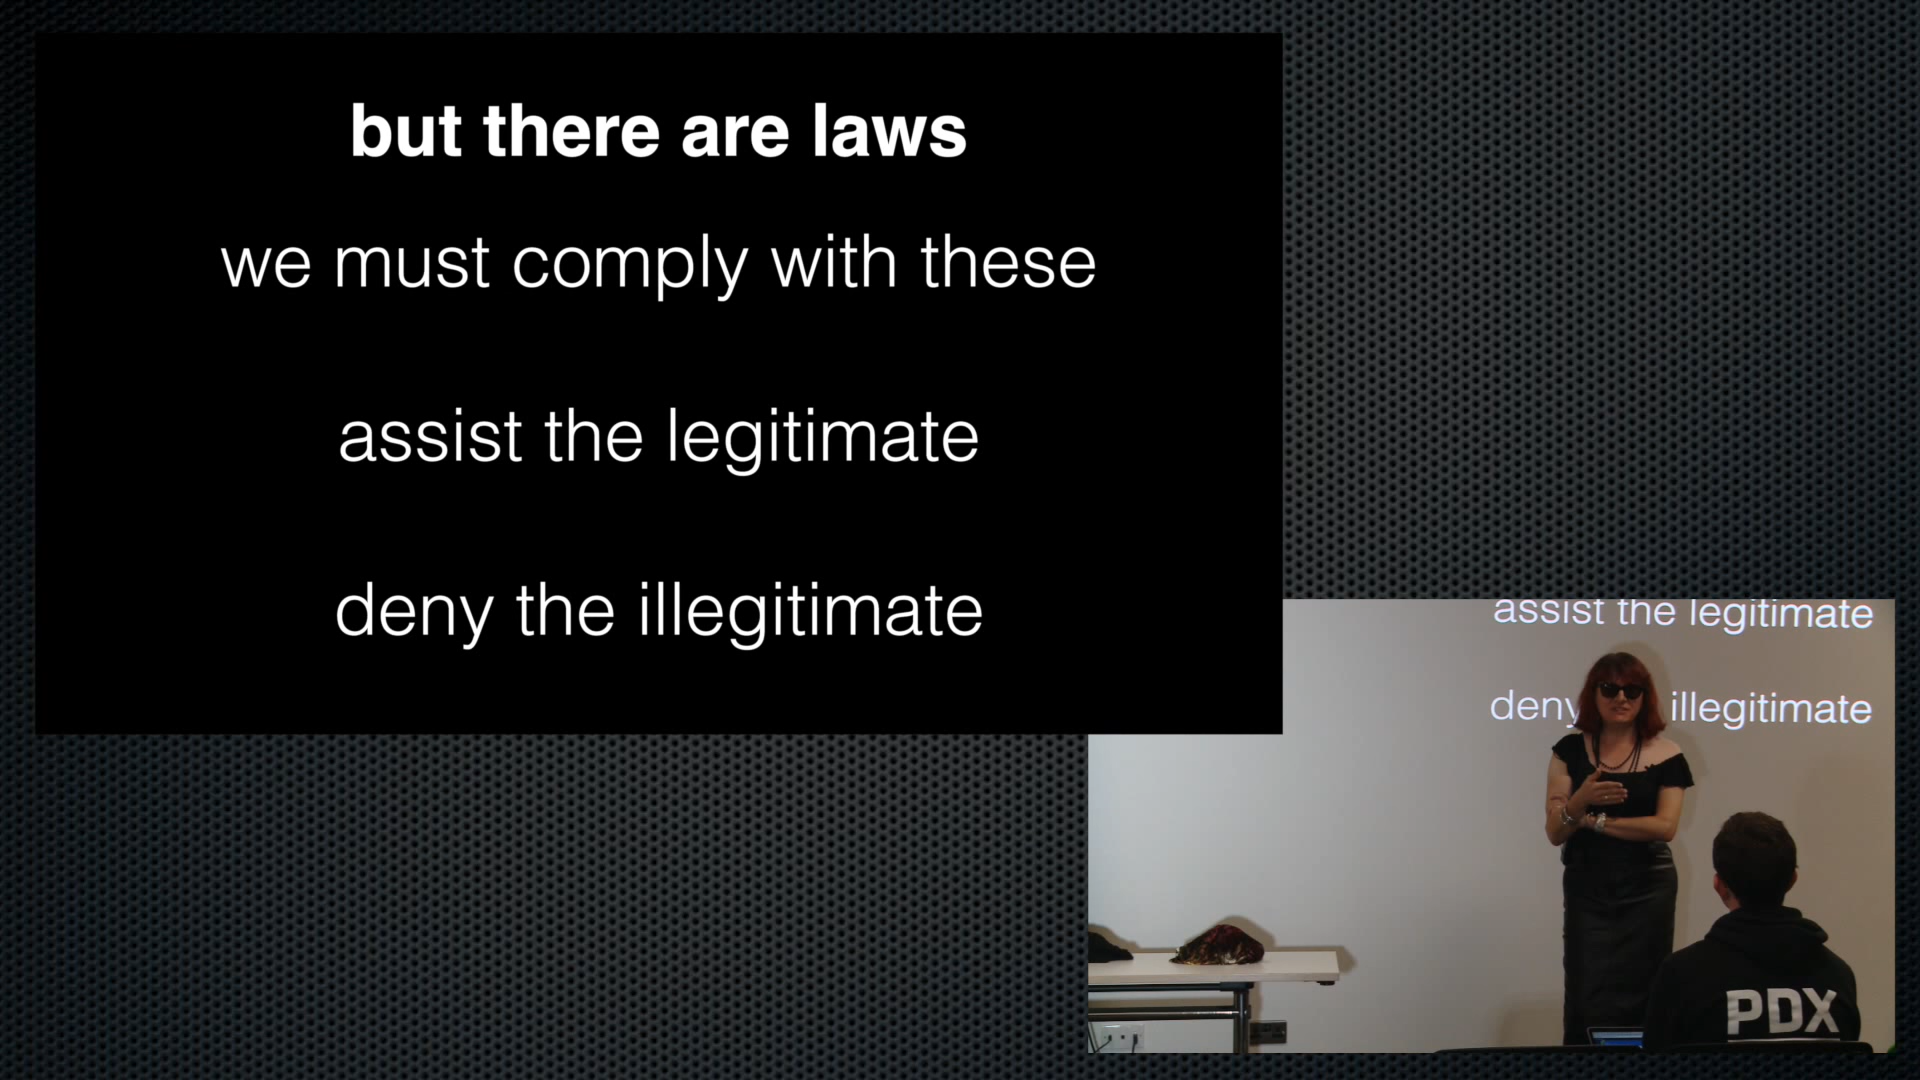 but there are laws
we must comply with these
assist the legitimate
deny the illegitimate
assist the legitimate
deny illegitimate
PDX